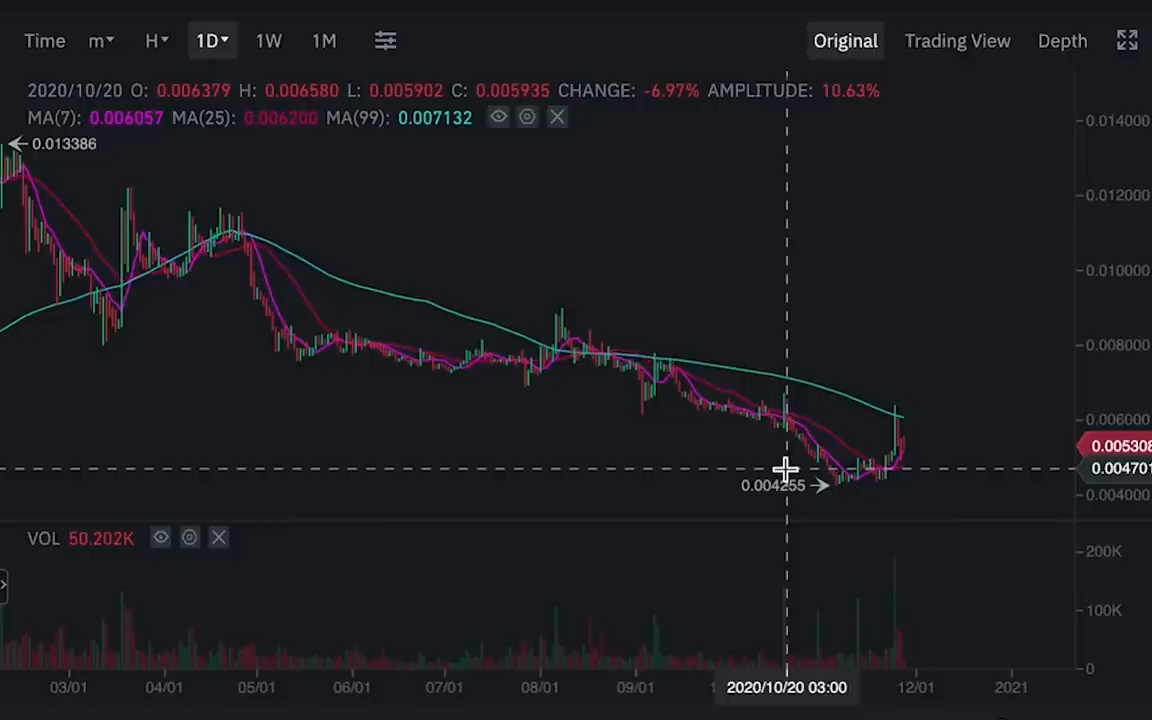 Time m H 1D 1W 1M Original Trading View Depth
2020/10/20 O: 0.006379 H: 0.006580 L: 0.005902 C: 0.005935 CHANGE: -6.97% AMPLITUDE: 10.63%
MA(7): 0.006057 MA(25): 0.006200 MA(99): 0.007132
0.014000
0.013386
0.012000
0.010000
0.008000
0.006000
0.005308
0.004701
0.004255
0.004000
VOL 50.202K
200K
100K
0
03/01 04/01 05/01 06/01 07/01 08/01 09/01 2020/10/20 03:00 12/01 2021